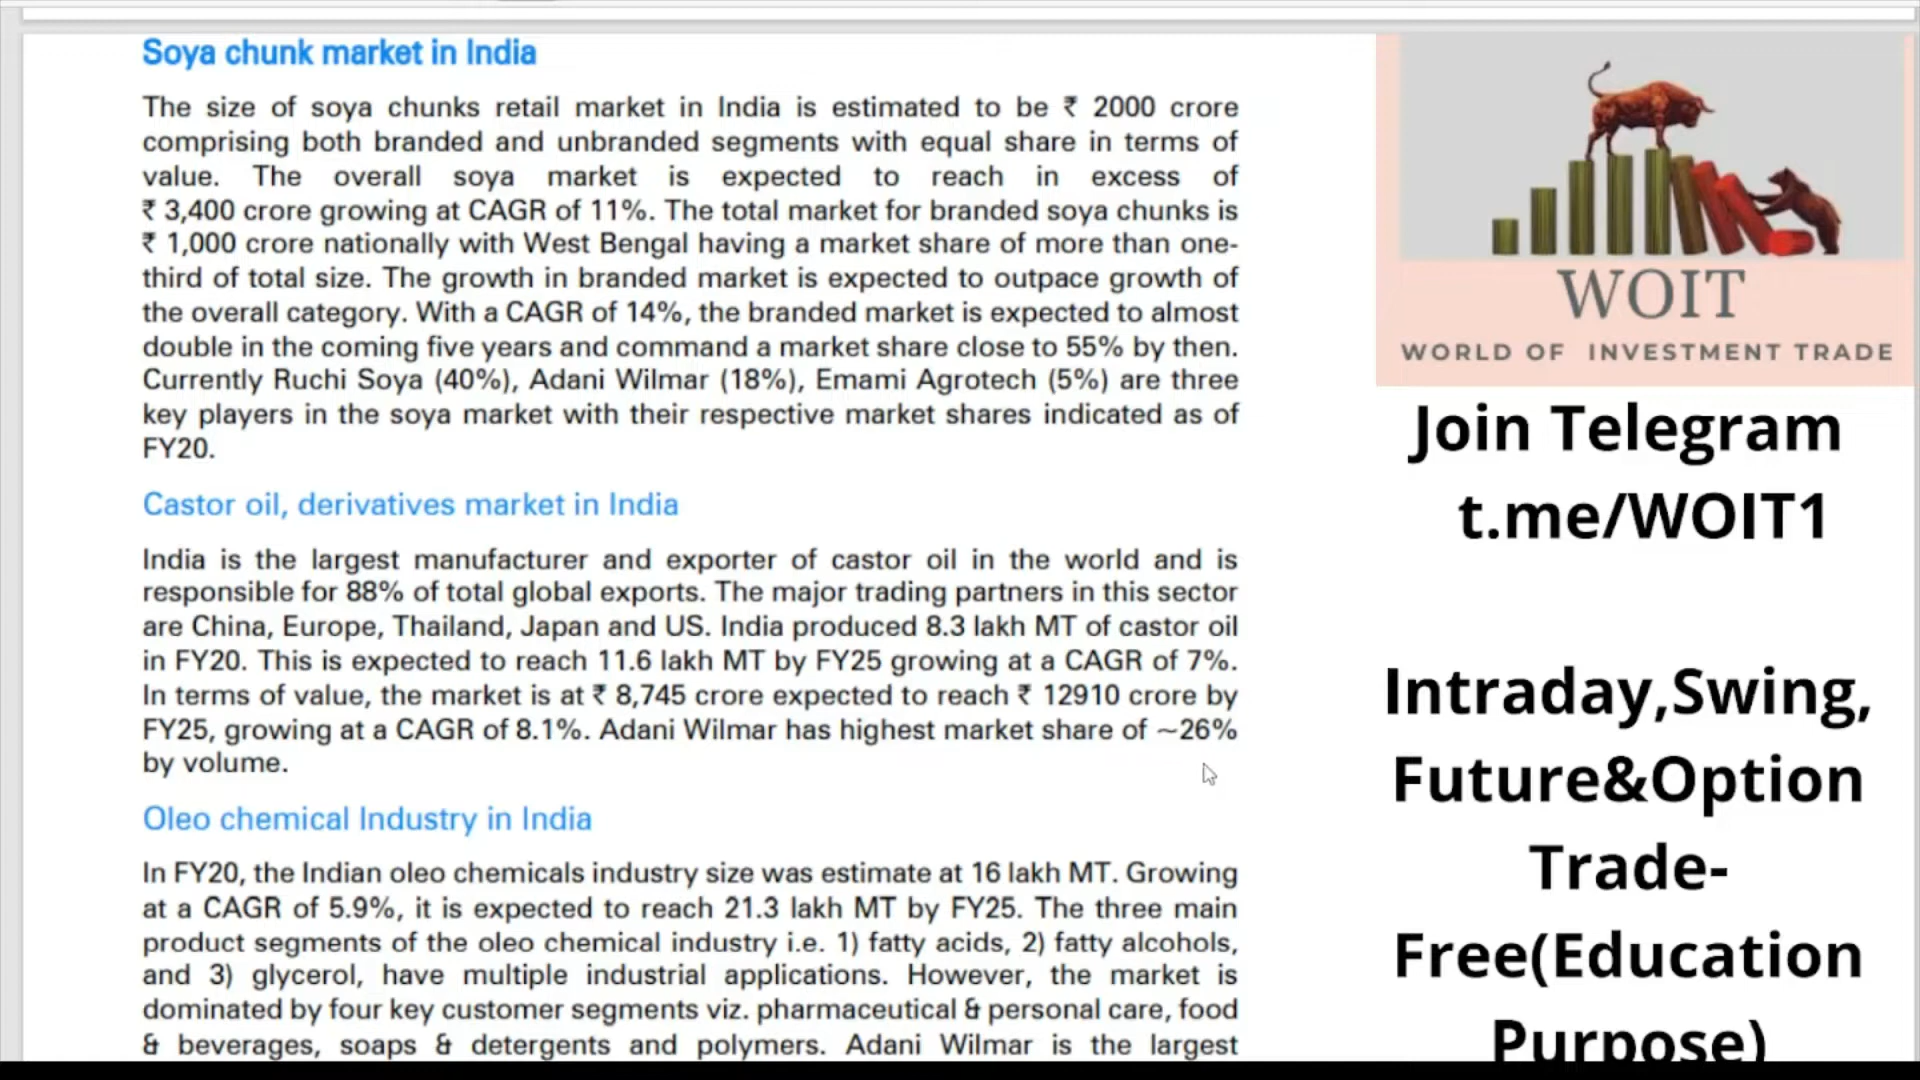 Soya chunk market in India
The size of soya chunks retail market in India is estimated to be ₹ 2000 crore
comprising both branded and unbranded segments with equal share in terms of
value. The overall soya market is expected to reach in excess of
₹ 3,400 crore growing at CAGR of 11%. The total market for branded soya chunks is
₹ 1,000 crore nationally with West Bengal having a market share of more than one-
third of total size. The growth in branded market is expected to outpace growth of
the overall category. With a CAGR of 14%, the branded market is expected to almost
double in the coming five years and command a market share close to 55% by then.
Currently Ruchi Soya (40%), Adani Wilmar (18%), Emami Agrotech (5%) are three
key players in the soya market with their respective market shares indicated as of
FY20.
Castor oil, derivatives market in India
India is the largest manufacturer and exporter of castor oil in the world and is
responsible for 88% of total global exports. The major trading partners in this sector
are China, Europe, Thailand, Japan and US. India produced 8.3 lakh MT of castor oil
in FY20. This is expected to reach 11.6 lakh MT by FY25 growing at a CAGR of 7%.
In terms of value, the market is at ₹ 8,745 crore expected to reach ₹ 12910 crore by
FY25, growing at a CAGR of 8.1%. Adani Wilmar has highest market share of ~26%
by volume.
Oleo chemical Industry in India
In FY20, the Indian oleo chemicals industry size was estimate at 16 lakh MT. Growing
at a CAGR of 5.9%, it is expected to reach 21.3 lakh MT by FY25. The three main
product segments of the oleo chemical industry i.e. 1) fatty acids, 2) fatty alcohols,
and 3) glycerol, have multiple industrial applications. However, the market is
dominated by four key customer segments viz. pharmaceutical & personal care, food
& beverages, soaps & detergents and polymers. Adani Wilmar is the largest
WOIT
WORLD OF INVESTMENT TRADE
Join Telegram
t.me/WOIT1
Intraday,Swing,
Future&Option
Trade-
Free(Education
Purpose)